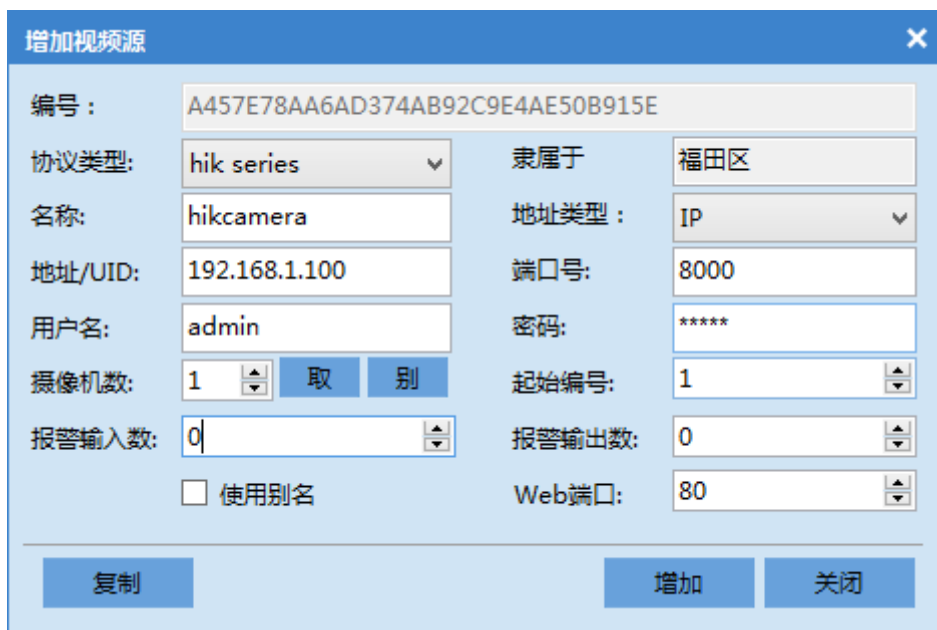 增加视频源
编号： A457E78AA6AD374AB92C9E4AE50B915E
协议类型: hik series 隶属于 福田区
名称: hikcamera 地址类型： IP
地址/UID: 192.168.1.100 端口号: 8000
用户名: admin 密码: *****
摄像机数: 1 取 别 起始编号: 1
报警输入数: 0 报警输出数: 0
使用别名 Web端口: 80
复制 增加 关闭